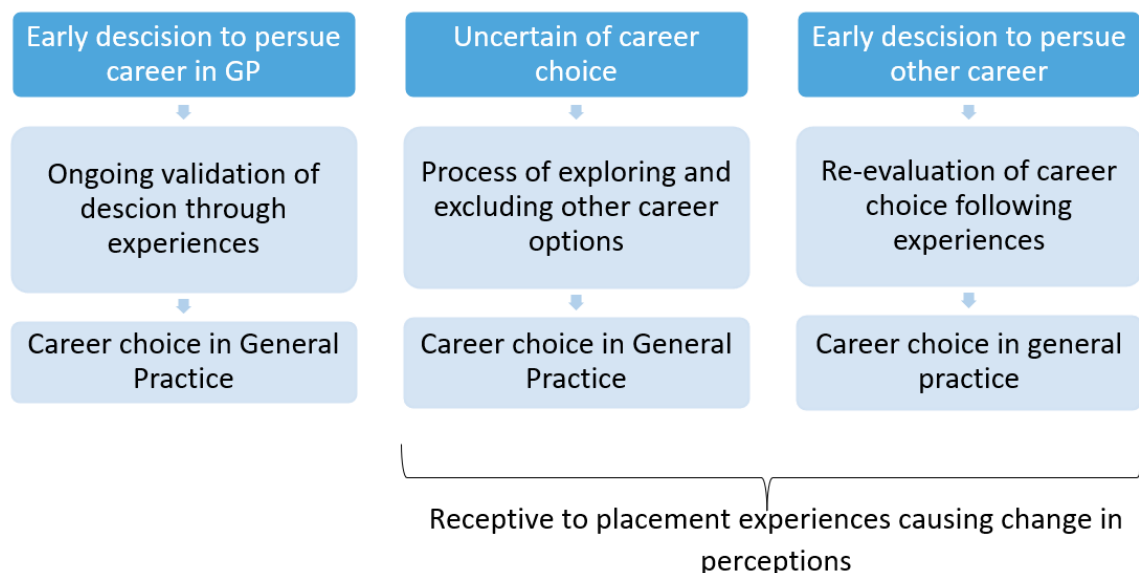 Early descision to persue
career in GP
Ongoing validation of
descion through
experiences
Career choice in General
Practice
Uncertain of career
choice
Process of exploring and
excluding other career
options
Career choice in General
Practice
Early descision to persue
other career
Re-evaluation of career
choice following
experiences
Career choice in general
practice
Receptive to placement experiences causing change in
perceptions